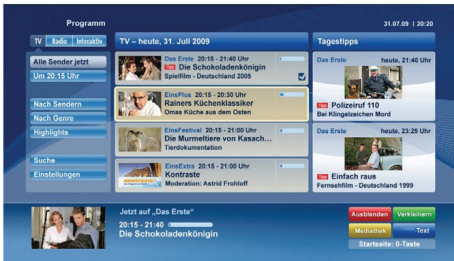 Programm
31.07.09 | 20:20
TV Radio Interaktiv
Alle Sender jetzt
Um 20:15 Uhr
Nach Sendern
Nach Genre
Highlights
Suche
Einstellungen
TV – heute, 31. Juli 2009
Das Erste 20:15 - 21:40 Uhr
Tipp Die Schokoladenkönigin
Spielfilm - Deutschland 2005
EinsPlus 20:15 - 20:30 Uhr
Rainers Küchenklassiker
Omas Küche aus dem Osten
EinsFestival 20:15 - 21:00 Uhr
Die Murmeltiere von Kasach...
Tierdokumentation
EinsExtra 20:15 - 21:00 Uhr
Kontraste
Moderation: Astrid Frohloff
Tagestipps
Das Erste heute, 21:40 Uhr
Tipp Polizeiruf 110
Bei Klingelzeichen Mord
Das Erste heute, 23:25 Uhr
Tipp Einfach raus
Fernsehfilm - Deutschland 1999
Jetzt auf „Das Erste“
20:15 - 21:40
Die Schokoladenkönigin
Ausblenden Verkleinern
Mediathek Text
Startseite: 0-Taste